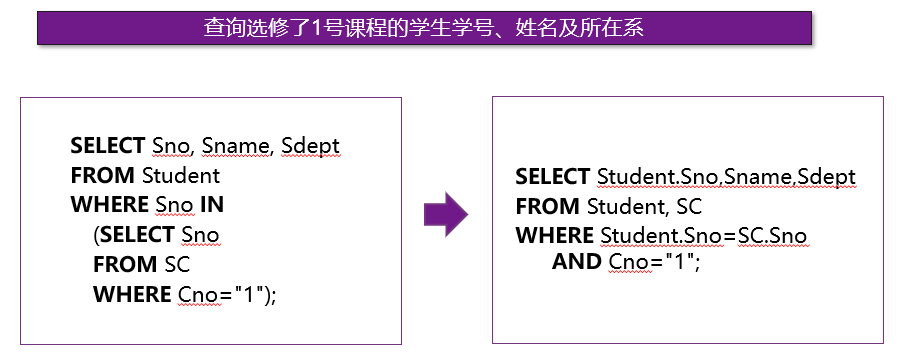 查询选修了1号课程的学生学号、姓名及所在系
SELECT Sno, Sname, Sdept
FROM Student
WHERE Sno IN
(SELECT Sno
FROM SC
WHERE Cno="1");
SELECT Student.Sno,Sname,Sdept
FROM Student, SC
WHERE Student.Sno=SC.Sno
AND Cno="1";